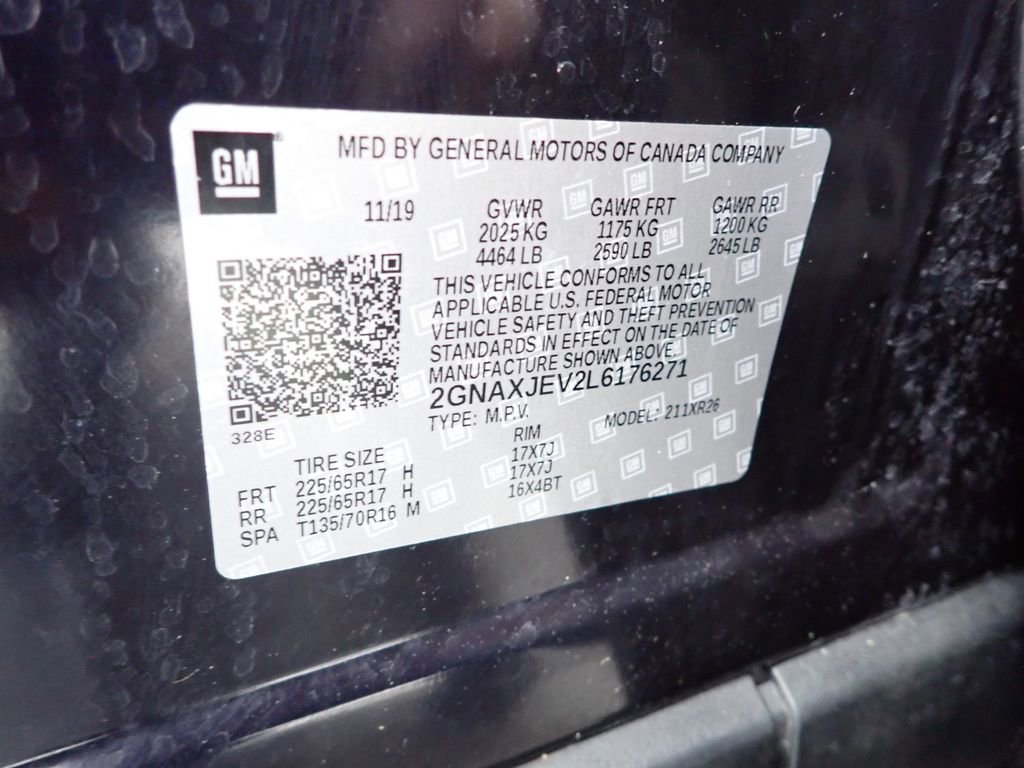 GM
MFD BY GENERAL MOTORS OF CANADA COMPANY
11/19 GVWR GAWR FRT GAWR RR
2025 KG 1175 KG 1200 KG
4464 LB 2590 LB 2645 LB
THIS VEHICLE CONFORMS TO ALL
APPLICABLE U.S. FEDERAL MOTOR
VEHICLE SAFETY AND THEFT PREVENTION
STANDARDS IN EFFECT ON THE DATE OF
MANUFACTURE SHOWN ABOVE.
2GNAXJEV2L6176271
TYPE: M.P.V. MODEL: 211XR26
328E
TIRE SIZE RIM
FRT 225/65R17 H 17X7J
RR 225/65R17 H 17X7J
SPA T135/70R16 M 16X4BT